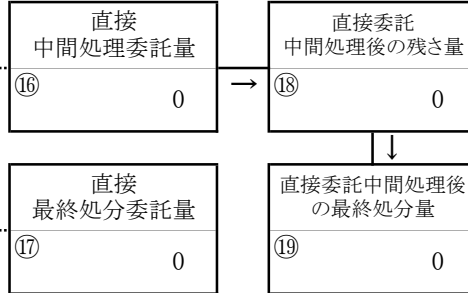 直接
中間処理委託量
⑯
0
→
直接委託
中間処理後の残さ量
⑱
0
↓
直接
最終処分委託量
⑰
0
直接委託中間処理後
の最終処分量
⑲
0